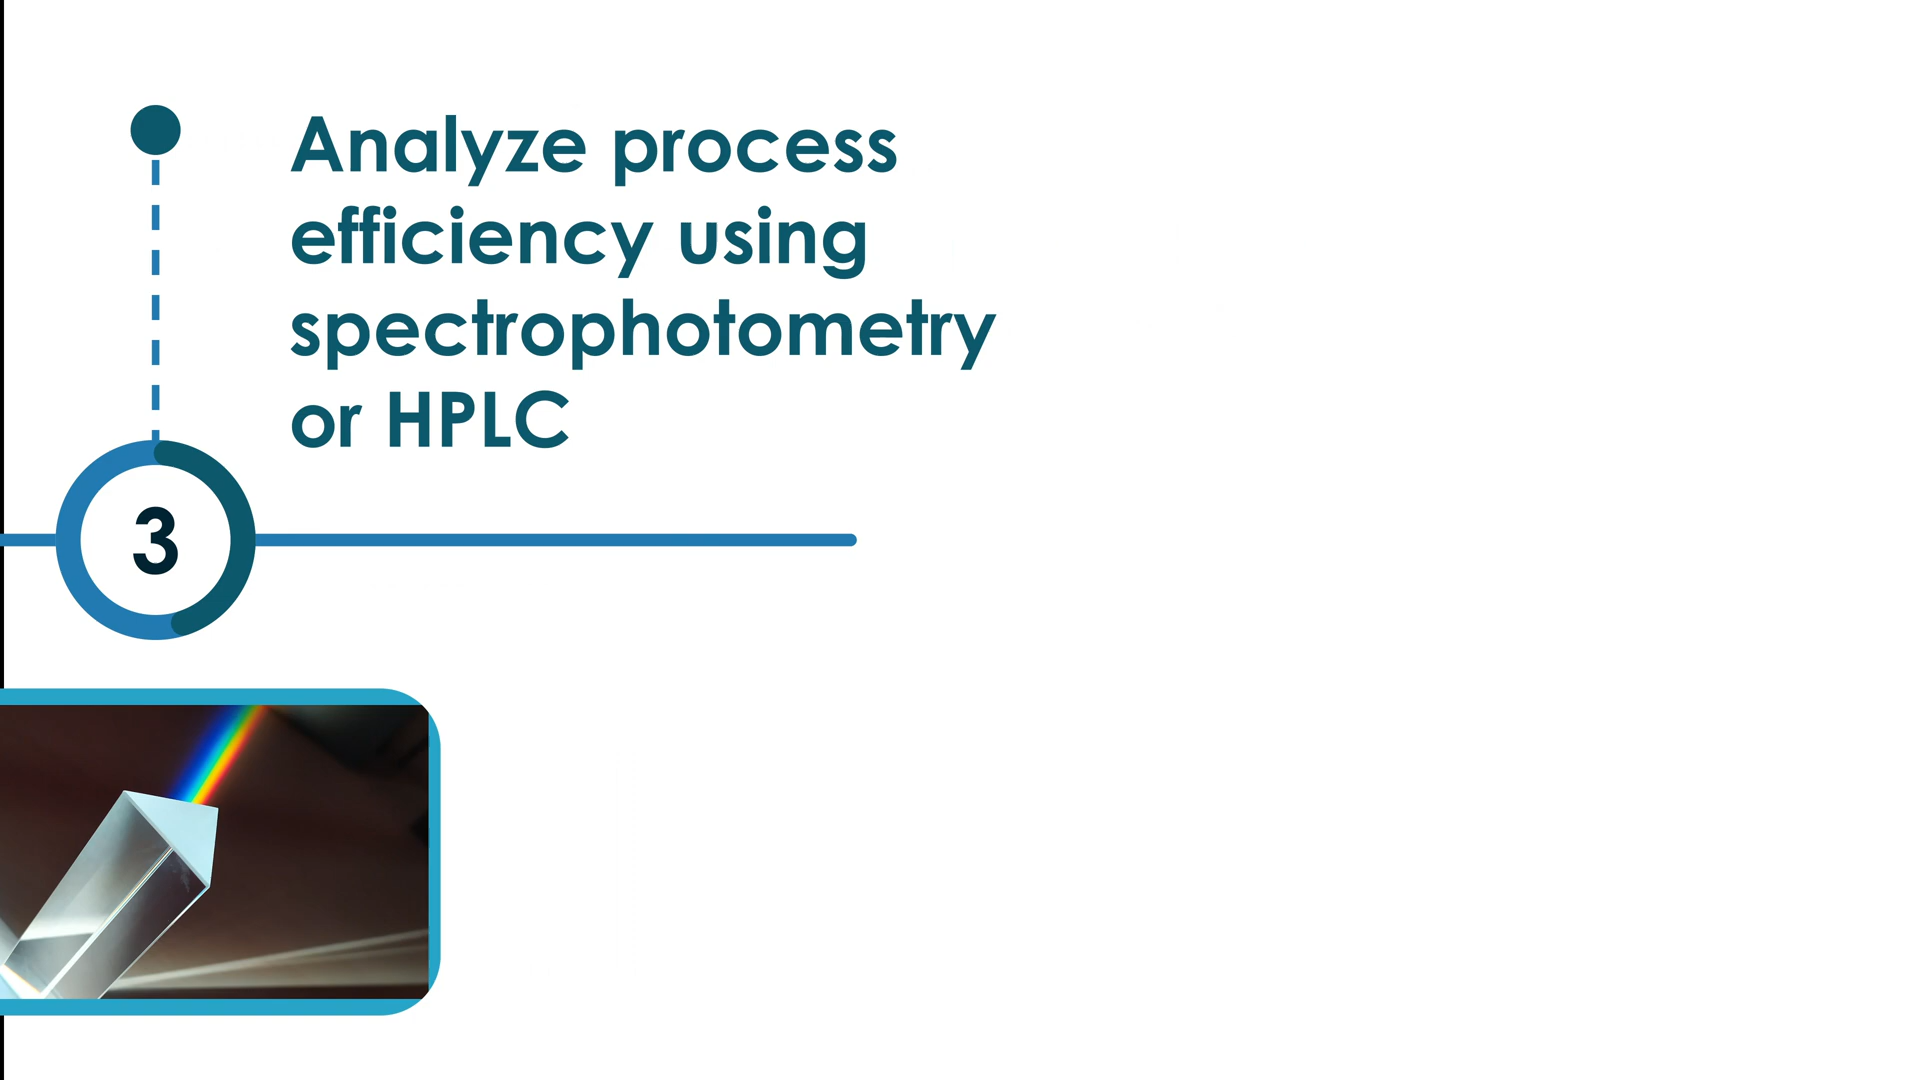 Analyze process
efficiency using
spectrophotometry
or HPLC
3